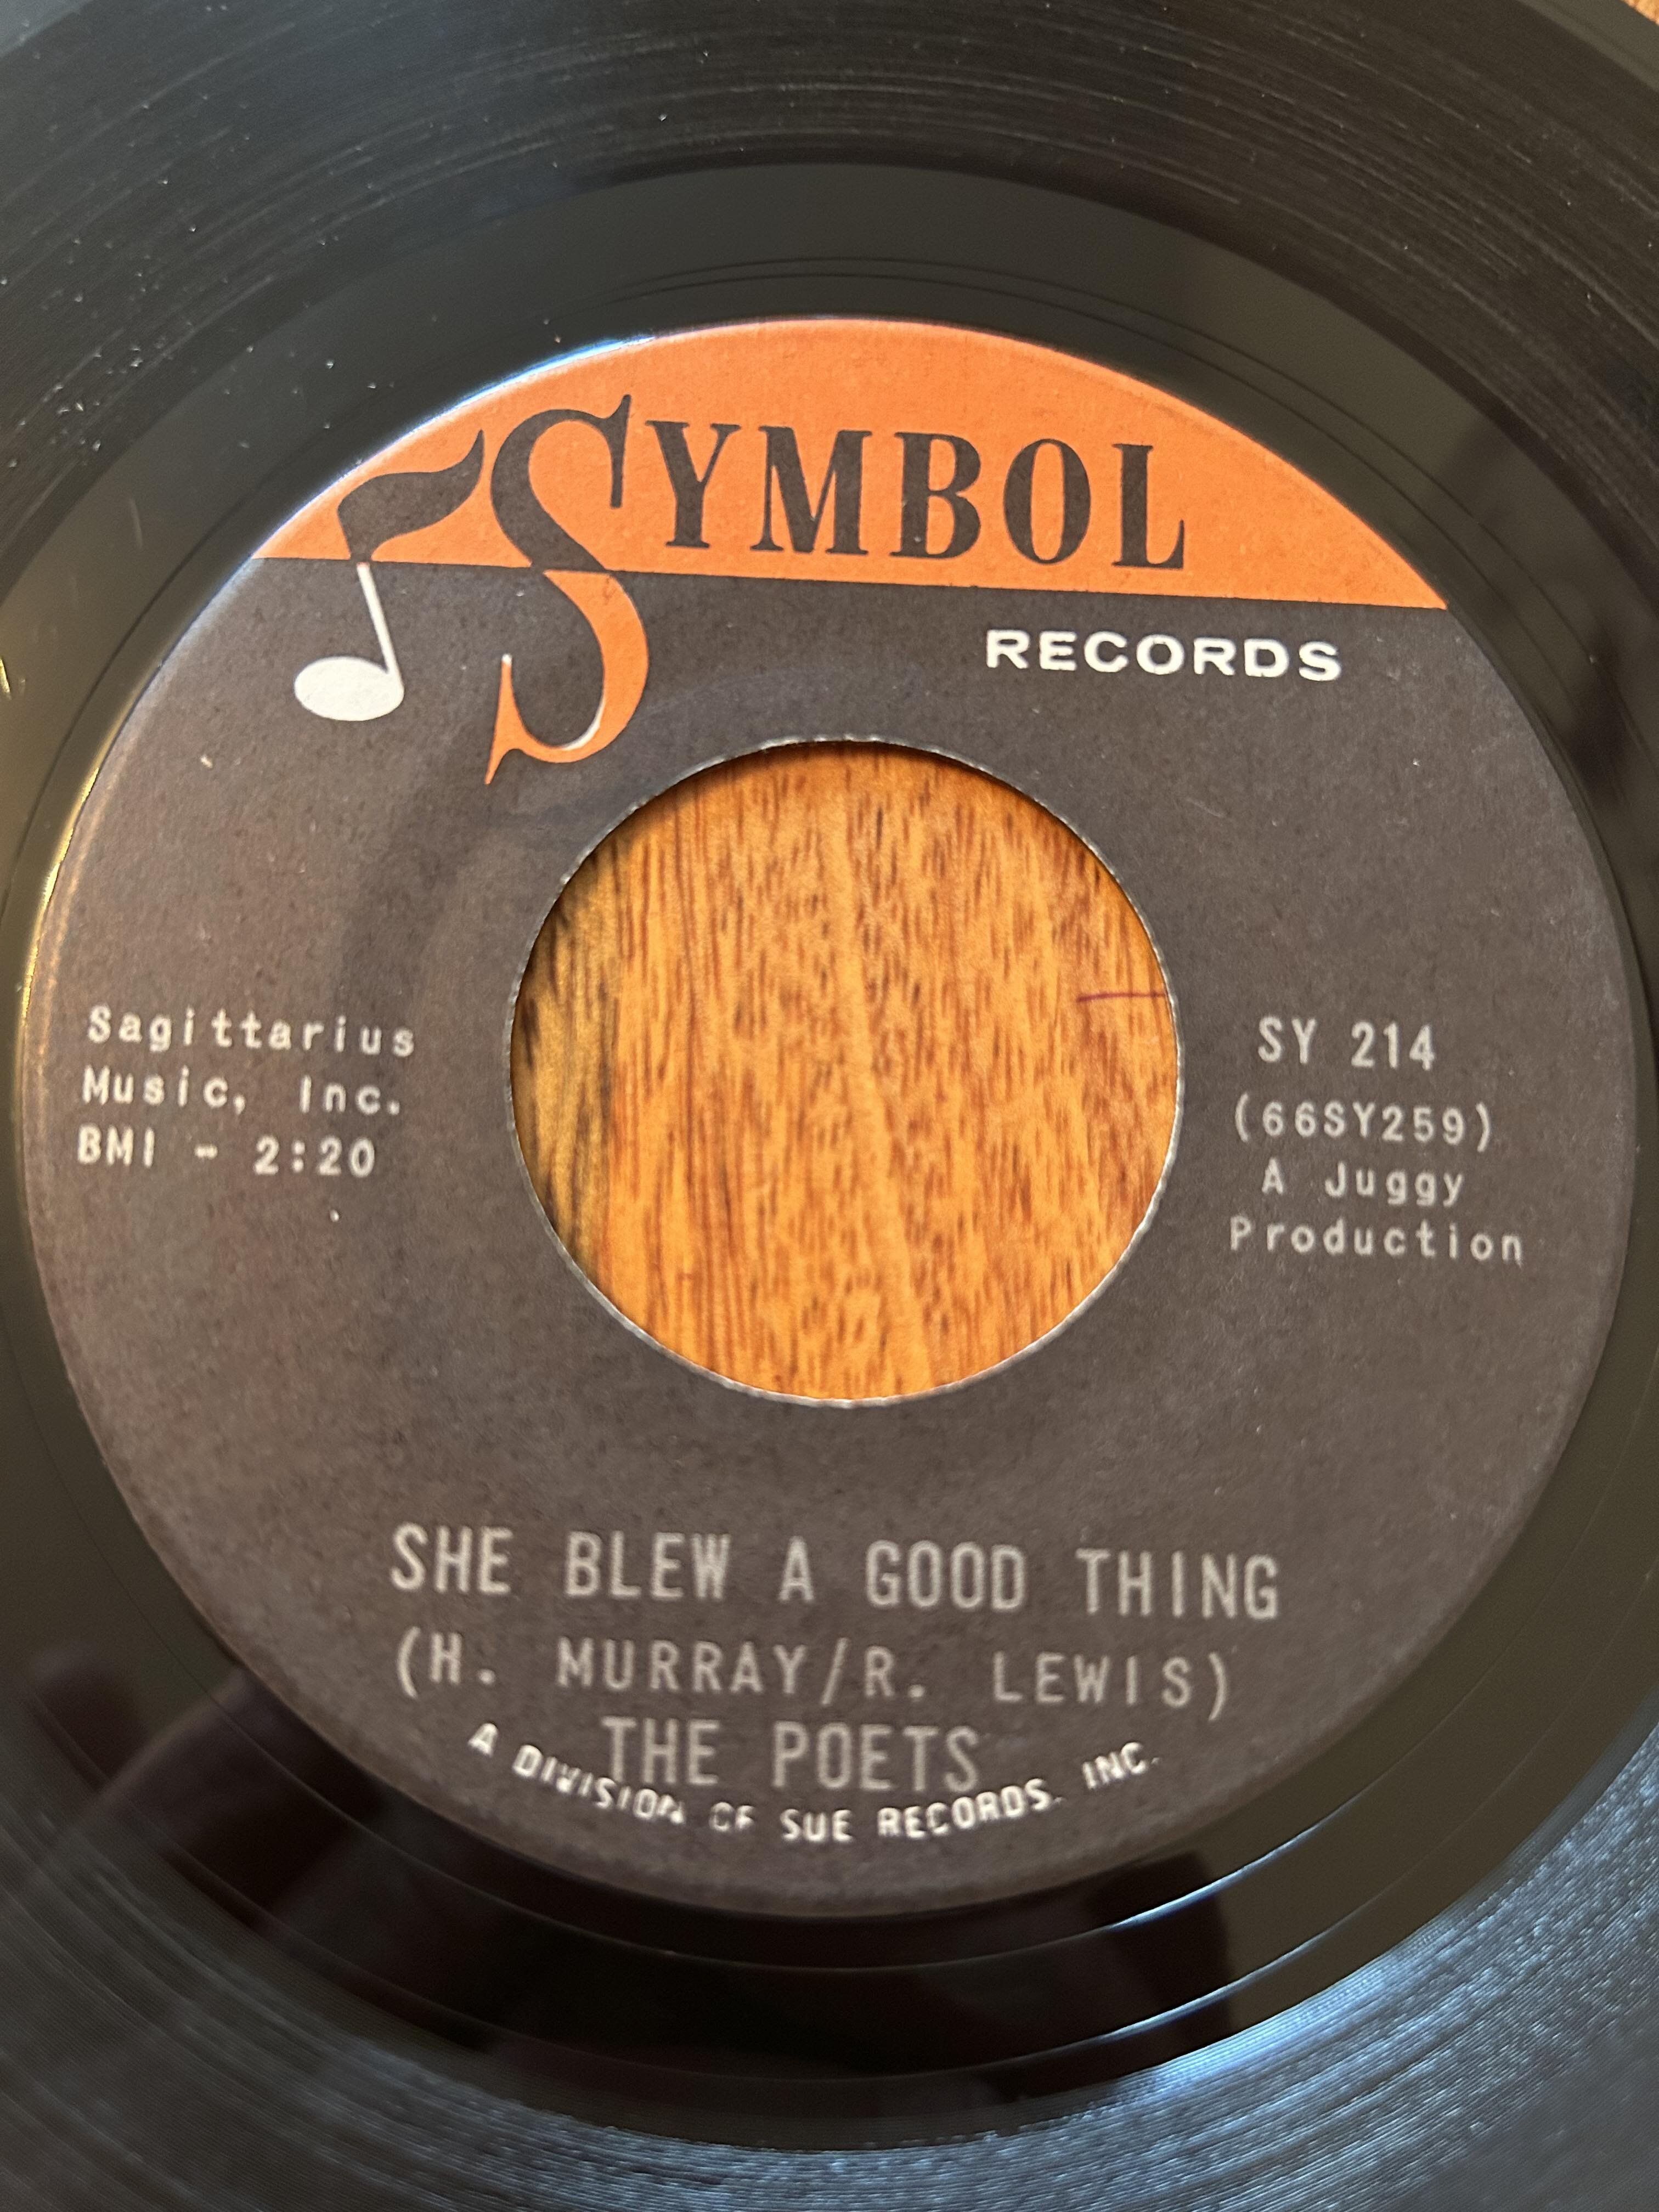 SYMBOL
RECORDS
Sagittarius
Music, Inc.
BMI - 2:20
SY 214
(66SY259)
A Juggy
Production
SHE BLEW A GOOD THING
(H. MURRAY/R. LEWIS)
THE POETS
A DIVISION OF SUE RECORDS, INC.